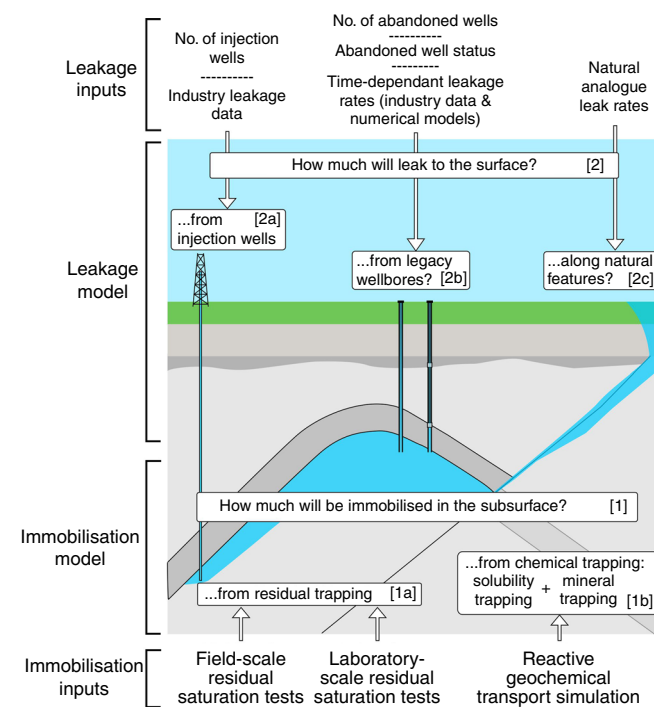 Leakage
inputs
No. of injection
wells
----------
Industry leakage
data
No. of abandoned wells
----------
Abandoned well status
---------
Time-dependant leakage
rates (industry data &
numerical models)
Natural
analogue
leak rates
Leakage
model
How much will leak to the surface? [2]
...from [2a]
injection wells
...from legacy
wellbores? [2b]
...along natural
features? [2c]
Immobilisation
model
How much will be immobilised in the subsurface? [1]
...from residual trapping [1a]
...from chemical trapping:
solubility + mineral
trapping trapping [1b]
Immobilisation
inputs
Field-scale
residual
saturation tests
Laboratory-
scale residual
saturation tests
Reactive
geochemical
transport simulation